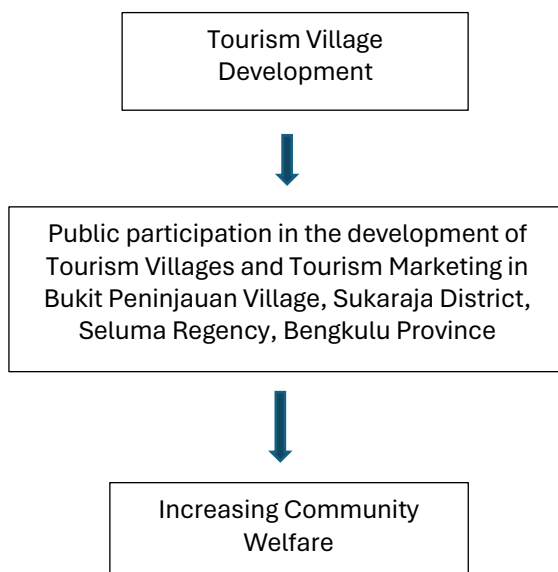 Tourism Village
Development
Public participation in the development of
Tourism Villages and Tourism Marketing in
Bukit Peninjauan Village, Sukaraja District,
Seluma Regency, Bengkulu Province
Increasing Community
Welfare